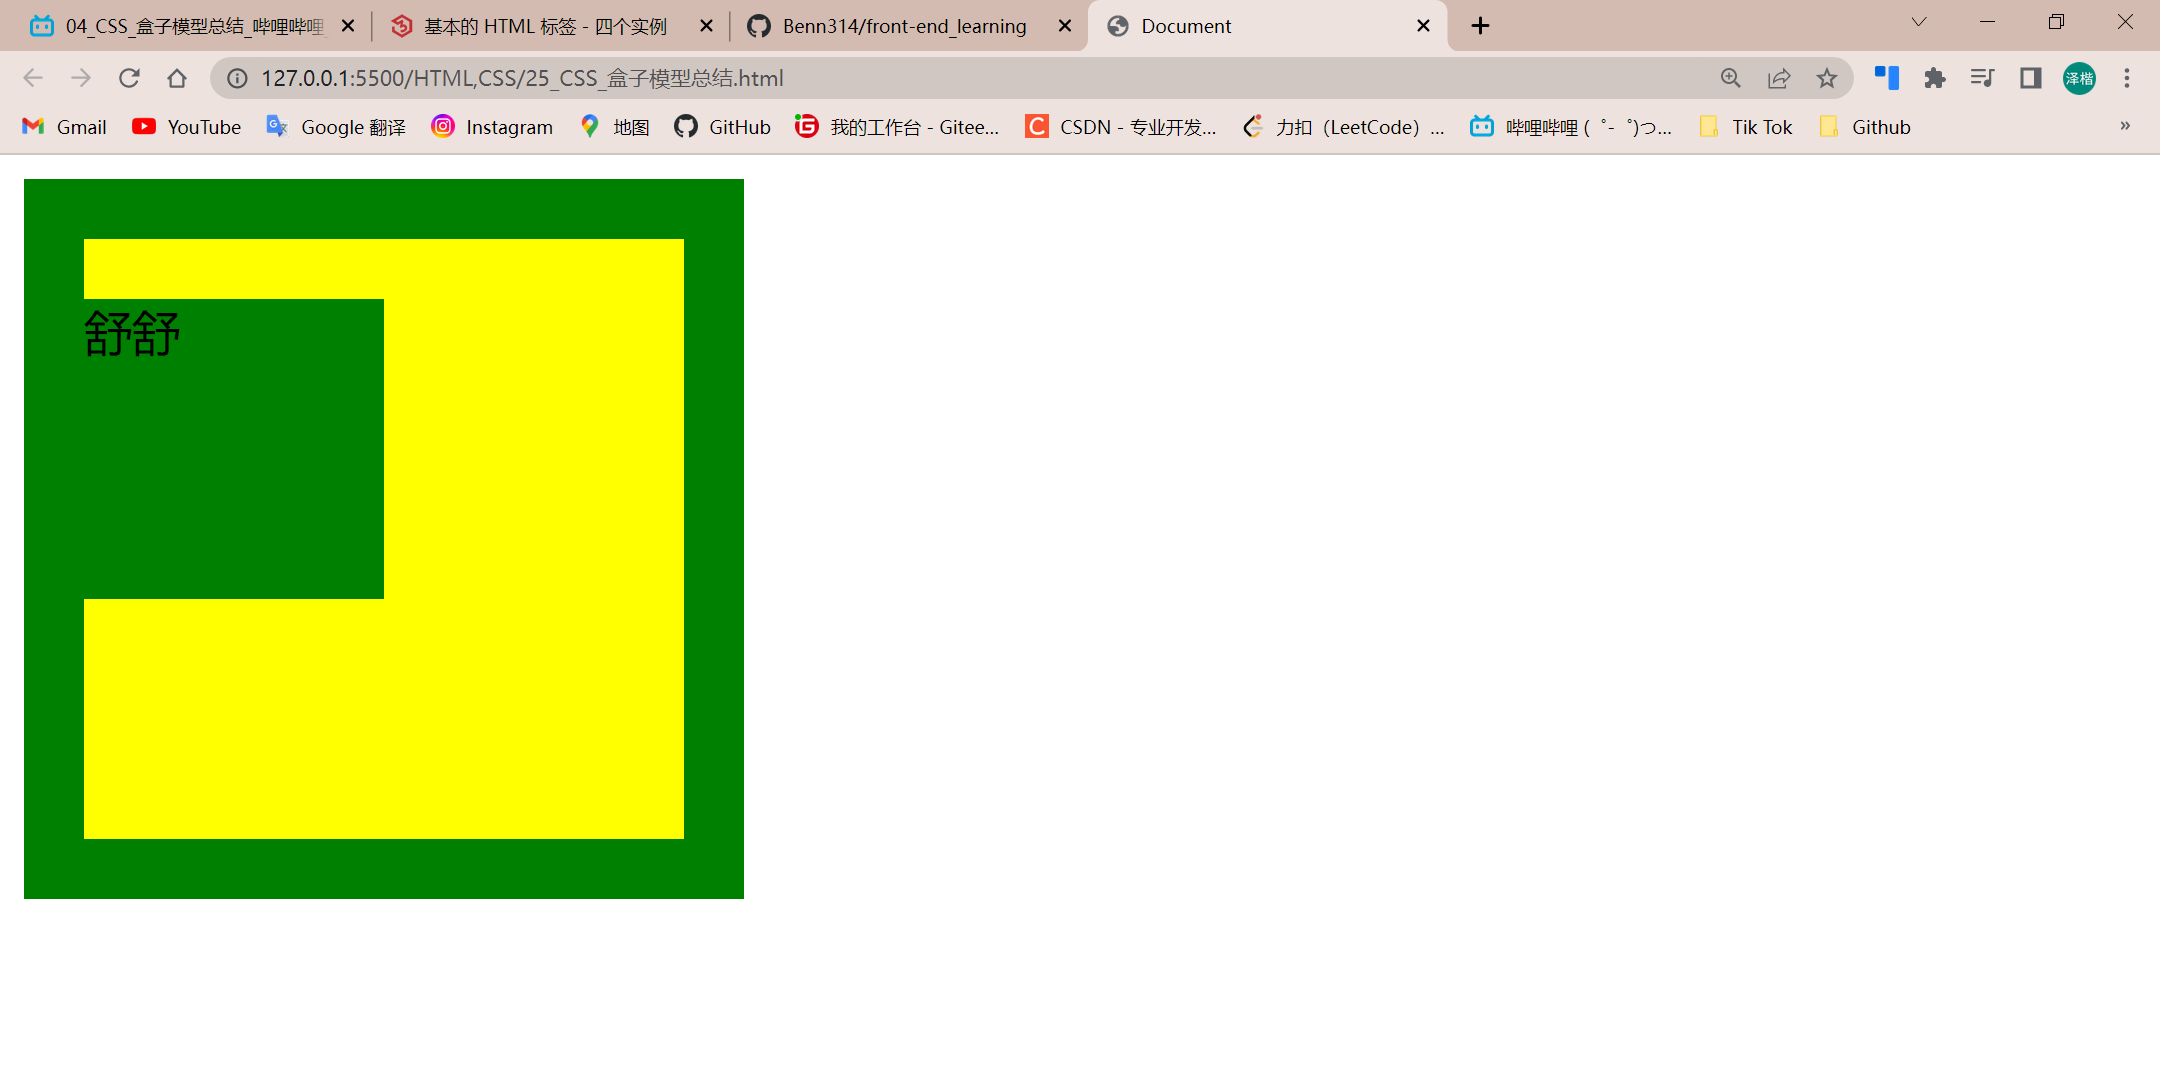 04_CSS_盒子模型总结_哔哩哔哩
基本的 HTML 标签 - 四个实例
Benn314/front-end_learning
Document
127.0.0.1:5500/HTML,CSS/25_CSS_盒子模型总结.html
泽楷
Gmail
YouTube
Google 翻译
Instagram
地图
GitHub
我的工作台 - Gitee...
CSDN - 专业开发...
力扣（LeetCode）...
哔哩哔哩 (゜-゜)つ...
Tik Tok
Github
»
舒舒